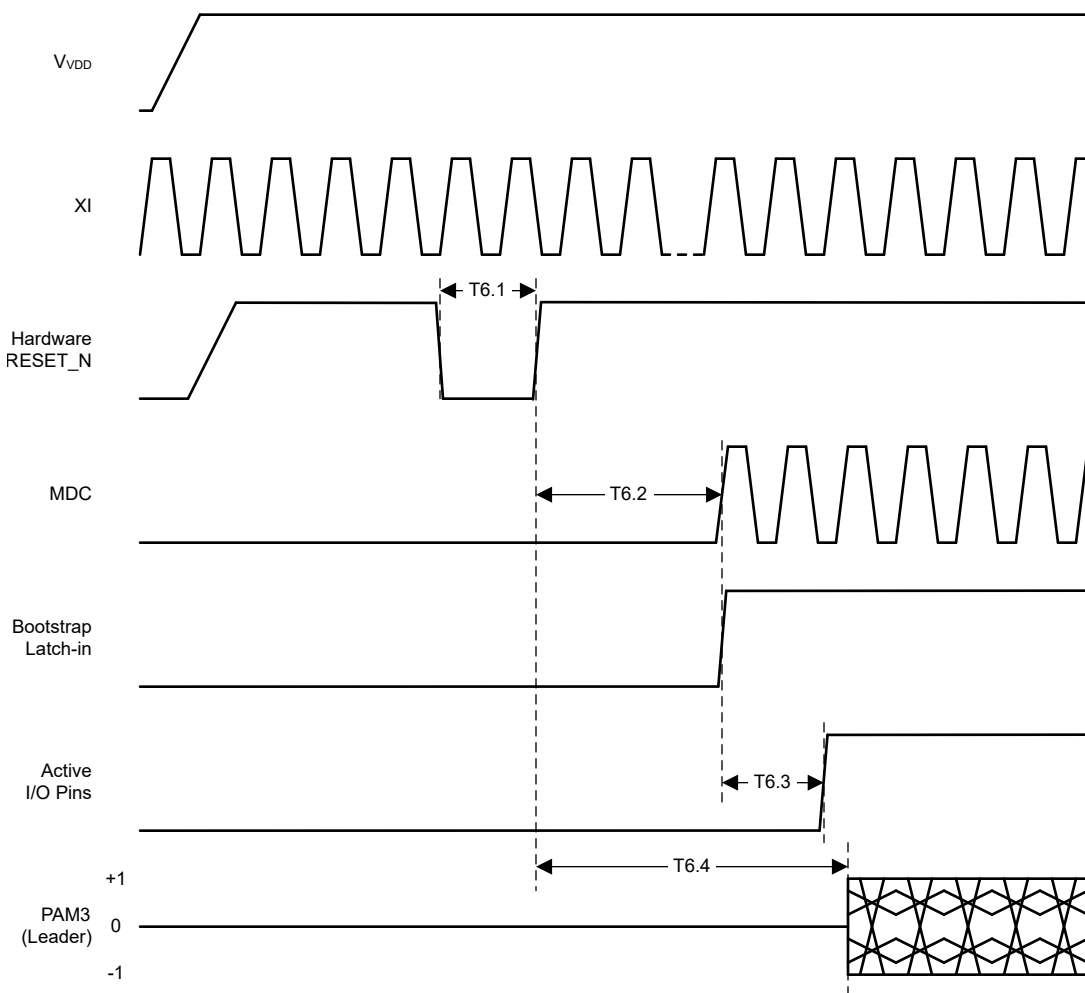 VVDD
XI
T6.1
Hardware
RESET_N
T6.2
MDC
Bootstrap
Latch-in
Active
I/O Pins
T6.3
T6.4
+1
PAM3
0
(Leader)
-1